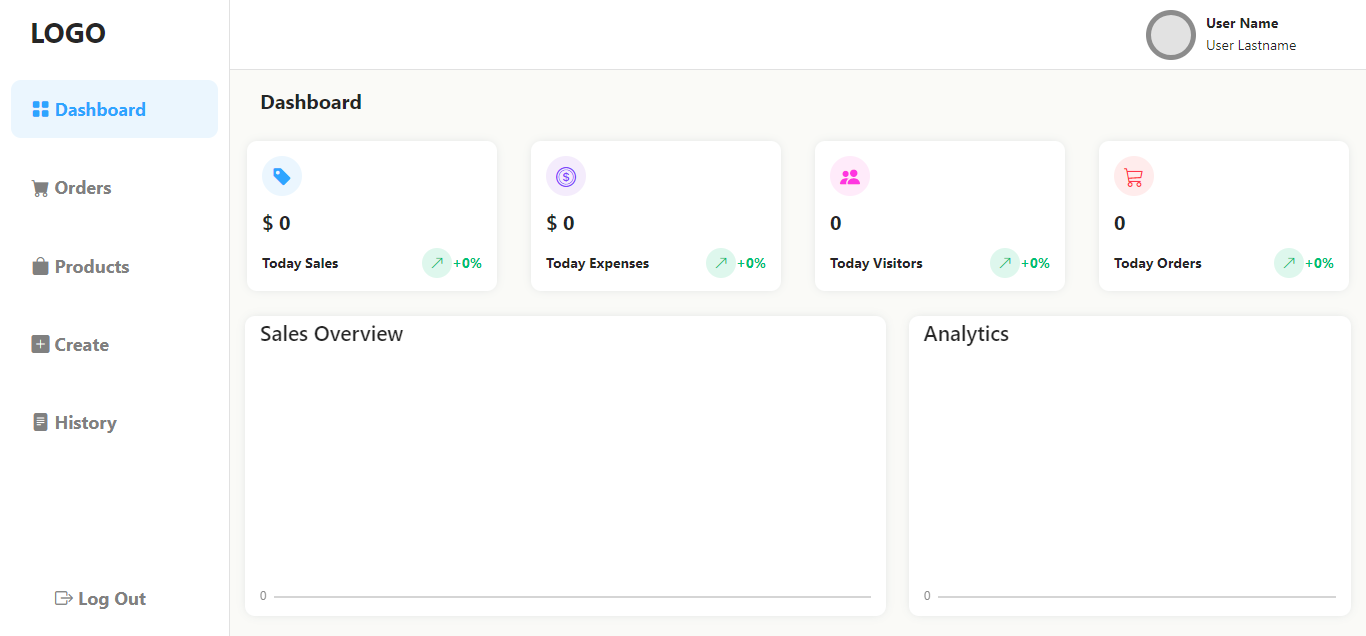 LOGO
User Name
User Lastname
Dashboard
Orders
Products
Create
History
Log Out
Dashboard
$ 0
Today Sales
+0%
$ 0
Today Expenses
+0%
0
Today Visitors
+0%
0
Today Orders
+0%
Sales Overview
0
Analytics
0